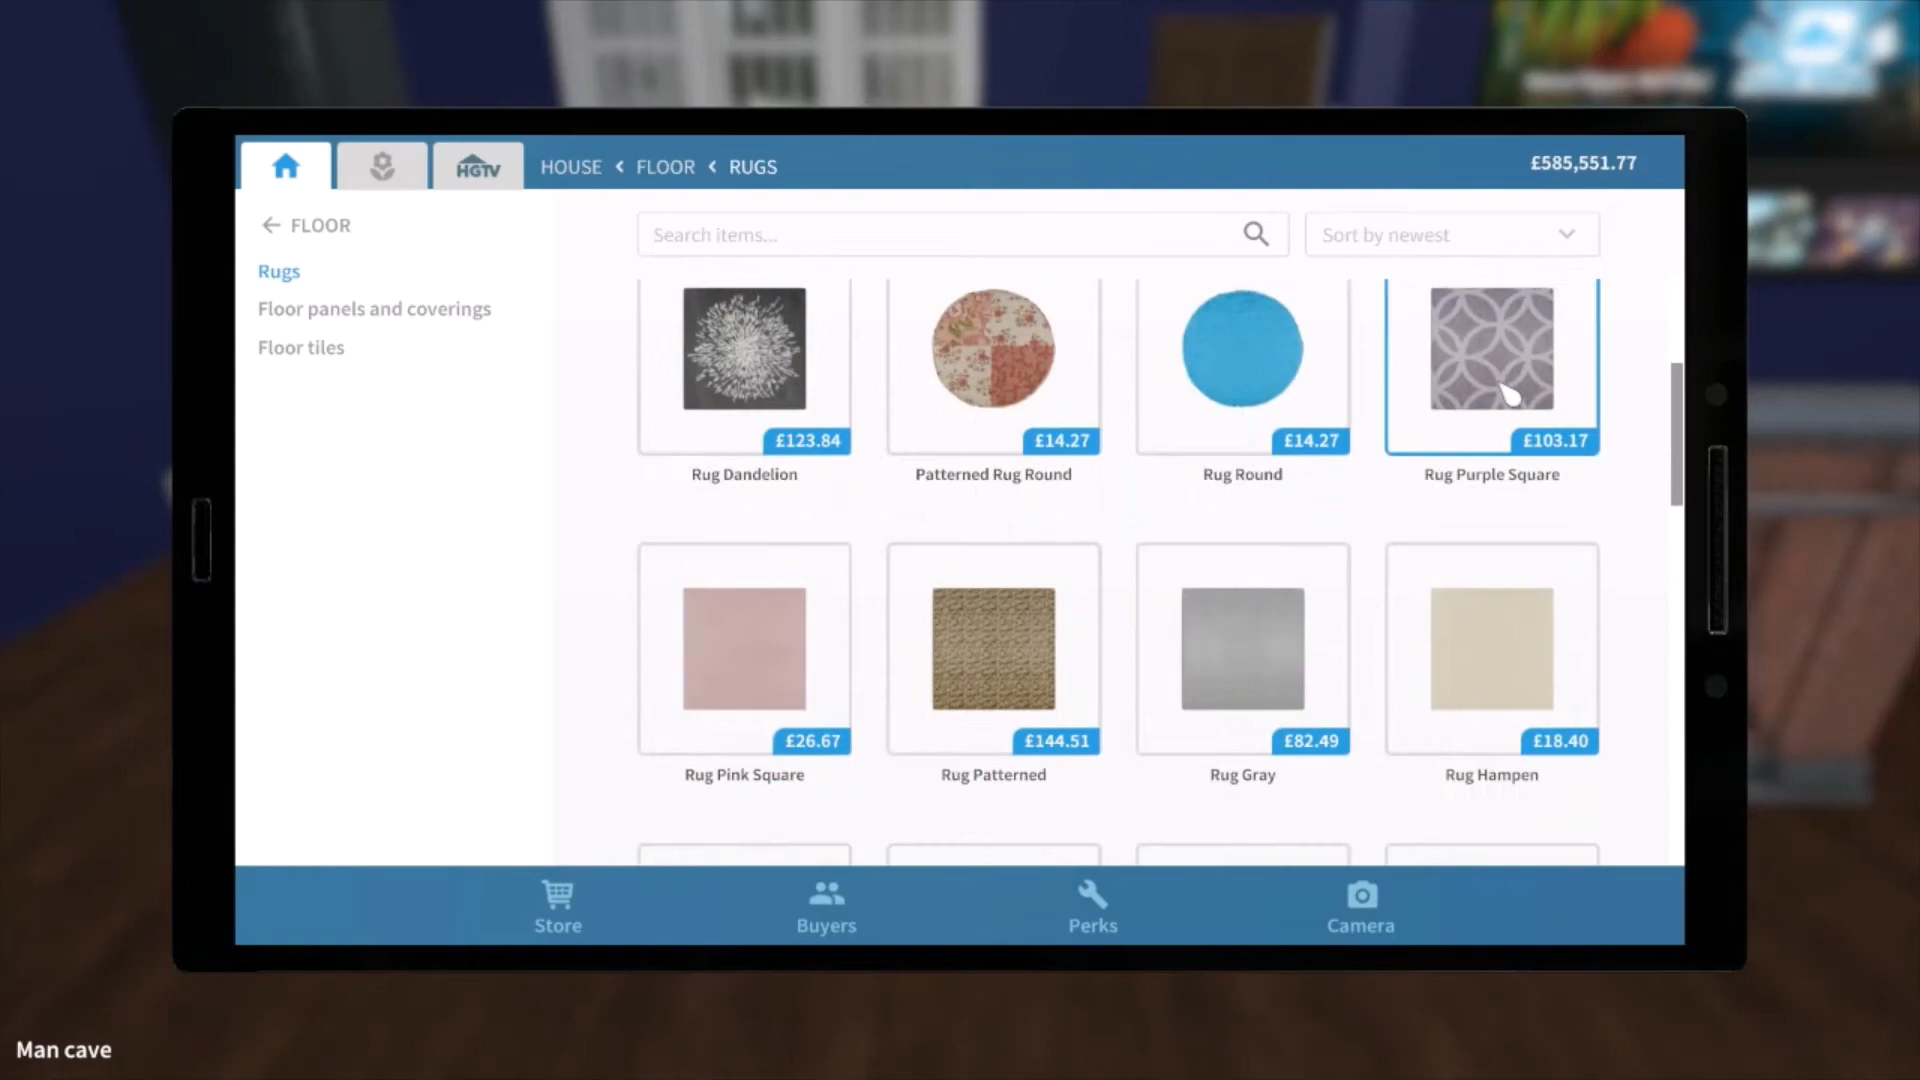 HGTV
HOUSE < FLOOR < RUGS
£585,551.77
FLOOR
Rugs
Floor panels and coverings
Floor tiles
Search items...
Sort by newest
£123.84
£14.27
£14.27
£103.17
Rug Dandelion
Patterned Rug Round
Rug Round
Rug Purple Square
£26.67
£144.51
£82.49
£18.40
Rug Pink Square
Rug Patterned
Rug Gray
Rug Hampen
Store
Buyers
Perks
Camera
Man cave